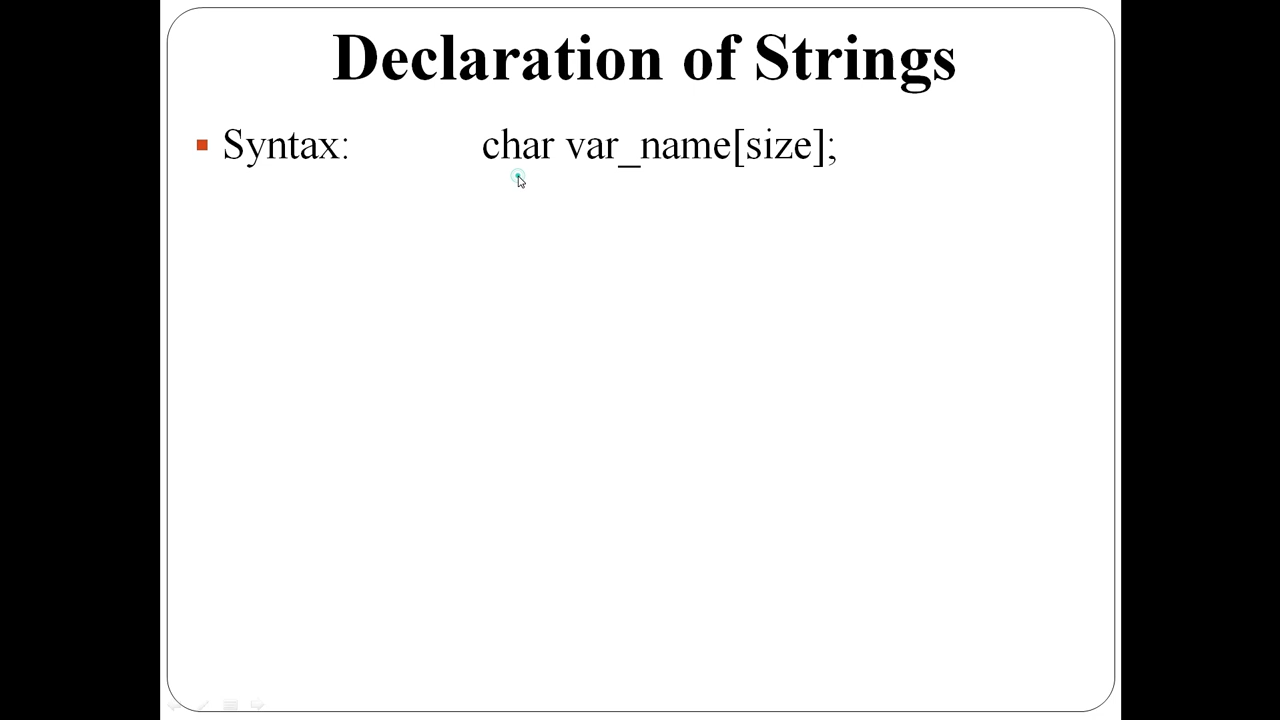 Declaration of Strings
Syntax: char var_name[size];